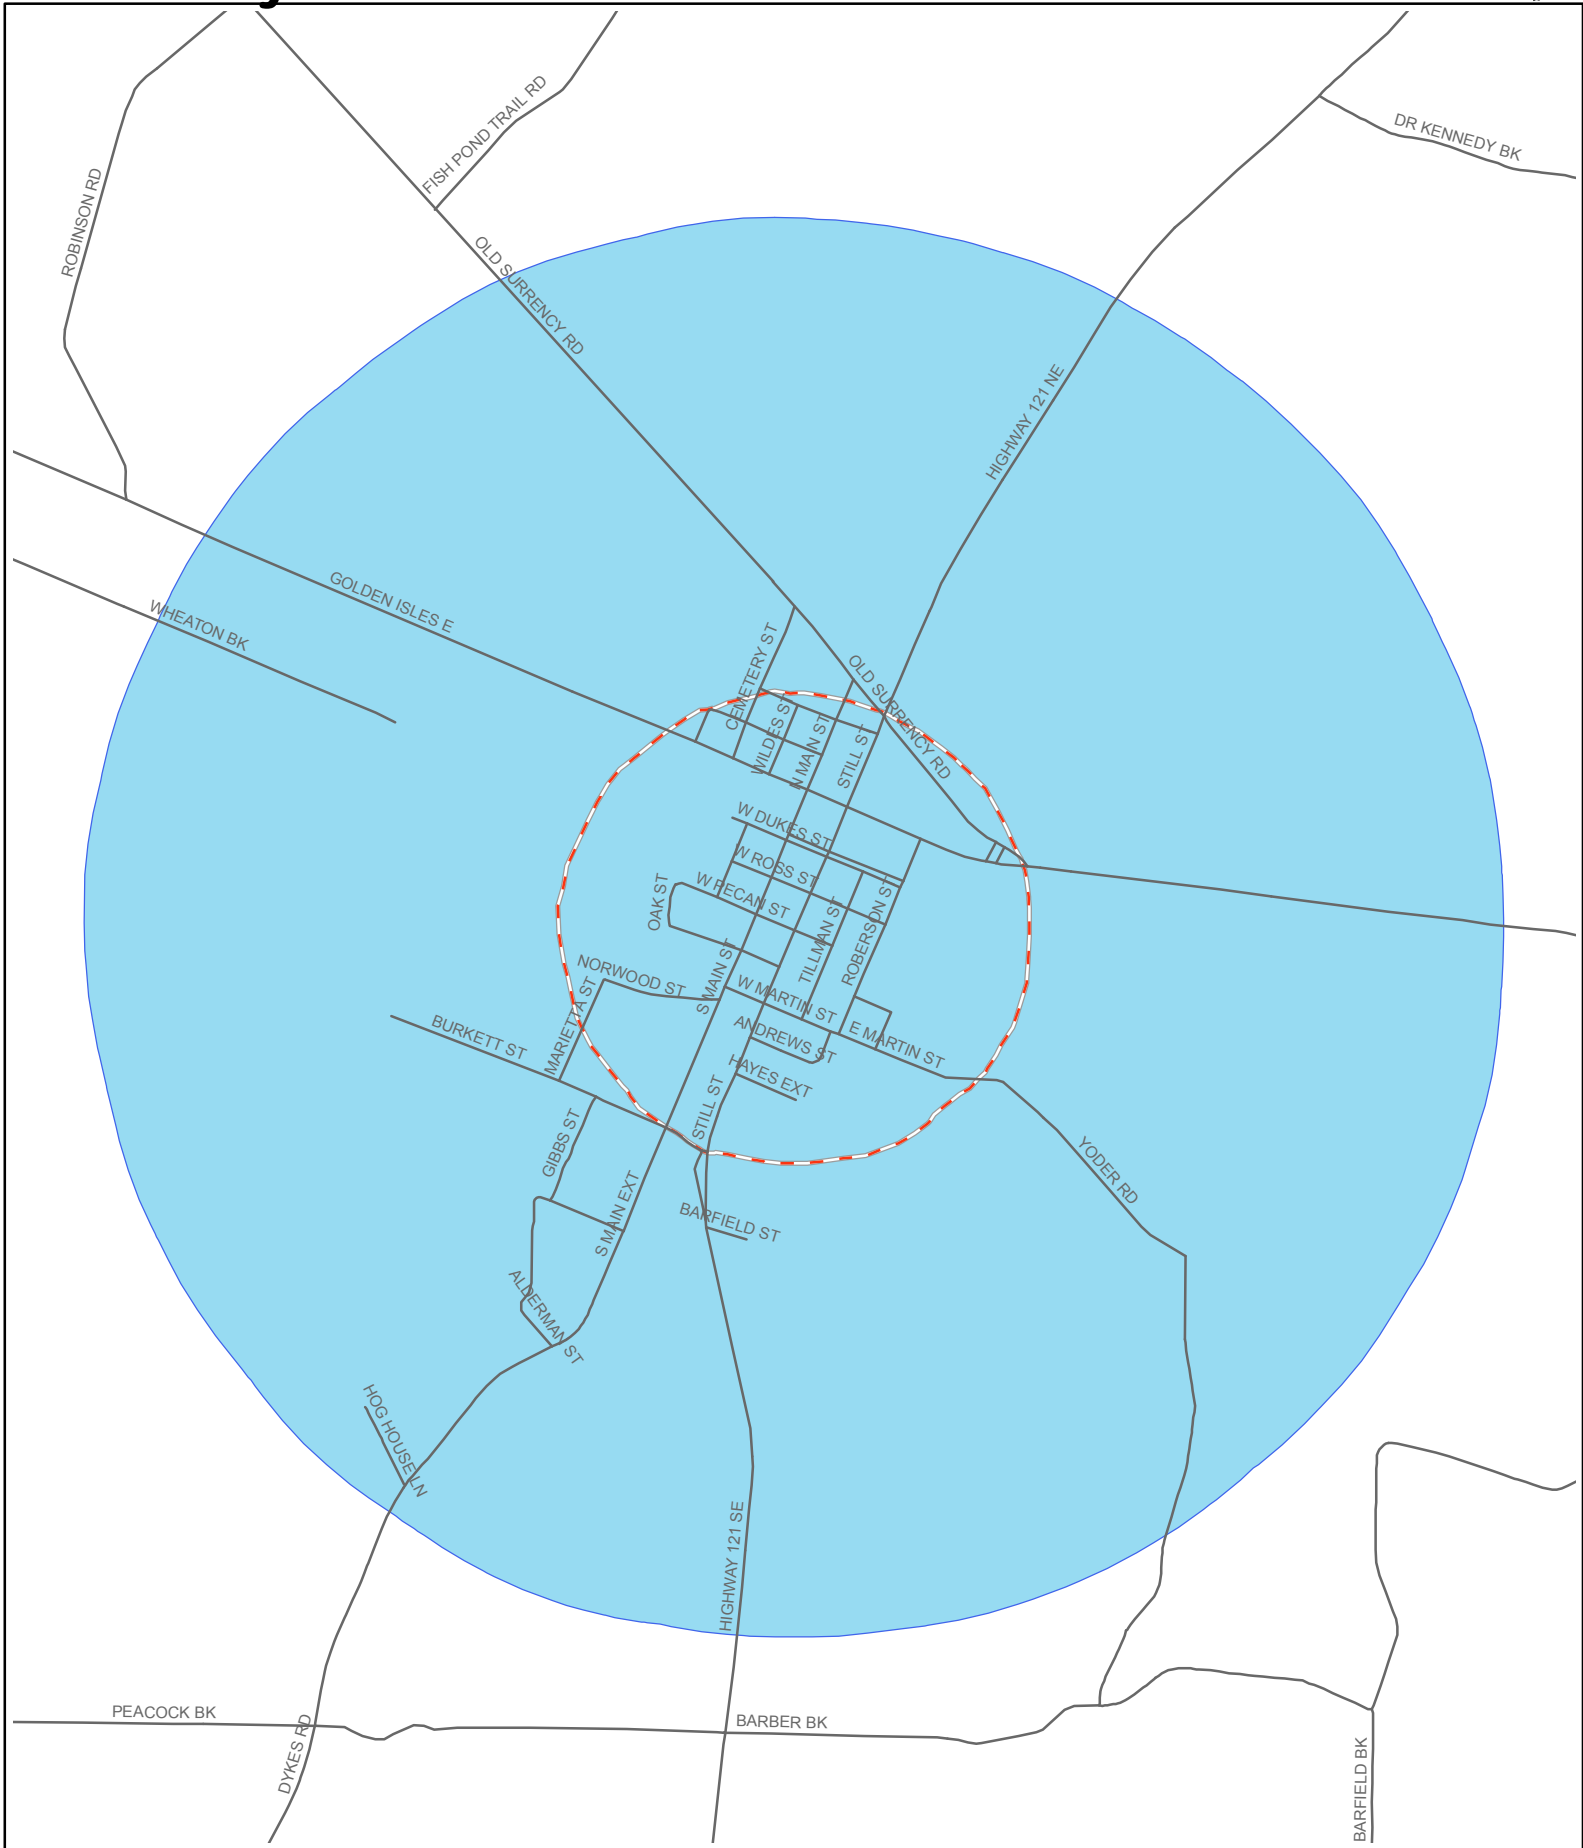 FISH POND TRAIL RD
DR KENNEDY BK
ROBINSON RD
OLD SURRENCY RD
HIGHWAY 121 NE
GOLDEN ISLES E
WHEATON BK
CEMETERY ST
OLD SURRENCY RD
WILDES ST
N MAIN ST
STILL ST
W DUKES ST
W ROSS ST
W PECAN ST
OAK ST
TILLMAN ST
ROBERSON ST
NORWOOD ST
S MAIN ST
W MARTIN ST
MARIETTA ST
BURKETT ST
ANDREWS ST
E MARTIN ST
HAYES EXT
STILL ST
GIBBS ST
YODER RD
S MAIN EXT
BARFIELD ST
ALDERMAN ST
HOG HOUSE LN
HIGHWAY 121 SE
PEACOCK BK
BARBER BK
DYKES RD
BARFIELD BK